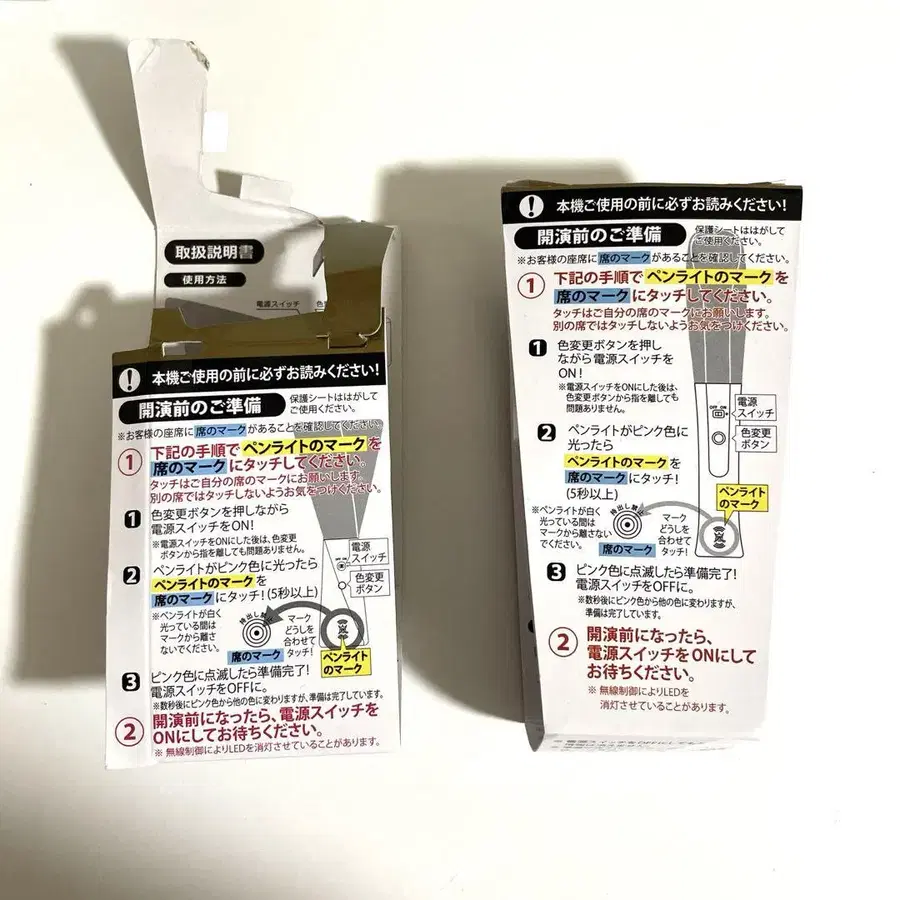 取扱説明書
使用方法
電源スイッチ
本機ご使用の前に必ずお読みください!
開演前のご準備
保護シートははがして
ご使用ください。
※お客様の座席に席のマークがあることを確認してください。
1 下記の手順でペンライトのマークを
席のマークにタッチしてください。
タッチはご自分の席のマークにお願いします。
別の席ではタッチしないようお気をつけください。
1 色変更ボタンを押しながら
電源スイッチをON!
※電源スイッチをONにした後は、色変更
ボタンから指を離しても問題ありません。
OFF ON
電源
スイッチ
色変更
ボタン
2 ペンライトがピンク色に光ったら
ペンライトのマークを
席のマークにタッチ!(5秒以上)
※ペンライトが白く
光っている間は
マークから離さ
ないでください。
席のマーク
マーク
どうしを
合わせて
タッチ!
ペンライト
のマーク
3 ピンク色に点滅したら準備完了!
電源スイッチをOFFに。
※数秒後にピンク色から他の色に変わりますが、準備は完了しています。
2 開演前になったら、電源スイッチを
ONにしてお待ちください。
※ 無線制御によりLEDを消灯させていることがあります。
本機ご使用の前に必ずお読みください!
開演前のご準備
保護シートははがして
ご使用ください。
※お客様の座席に席のマークがあることを確認してください。
1 下記の手順でペンライトのマークを
席のマークにタッチしてください。
タッチはご自分の席のマークにお願いします。
別の席ではタッチしないようお気をつけください。
1 色変更ボタンを押し
ながら電源スイッチを
ON!
※電源スイッチをONにした後は、
色変更ボタンから指を離しても
問題ありません。
OFF ON
電源
スイッチ
色変更
ボタン
2 ペンライトがピンク色に
光ったら
ペンライトのマークを
席のマークにタッチ!
(5秒以上)
※ペンライトが白く
光っている間は
マークから離さない
でください。
席のマーク
マーク
どうしを
合わせて
タッチ!
ペンライト
のマーク
3 ピンク色に点滅したら準備完了!
電源スイッチをOFFに。
※数秒後にピンク色から他の色に変わりますが、
準備は完了しています。
2 開演前になったら、
電源スイッチをONにして
お待ちください。
※ 無線制御によりLEDを
消灯させていることがあります。